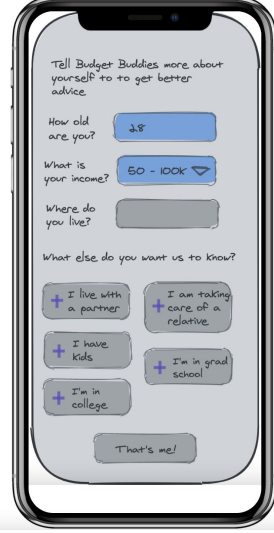 Tell Budget Buddies more about
yourself to to get better
advice
How old
are you?
28
What is
your income?
50 - 100K
Where do
you live?
What else do you want us to know?
+ I live with
a partner
+ I am taking
care of a
relative
+ I have
kids
+ I'm in grad
school
+ I'm in
college
That's me!